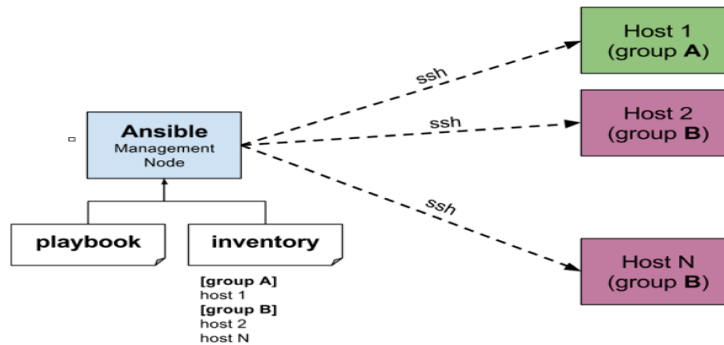 Host 1
(group A)
ssh
Host 2
(group B)
ssh
Ansible
Management
Node
ssh
playbook
inventory
Host N
(group B)
[group A]
host 1
[group B]
host 2
host N